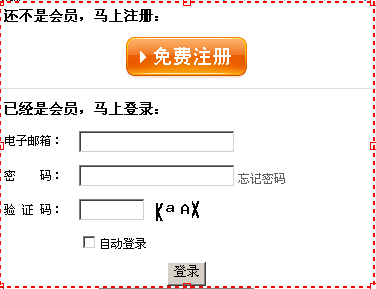 还不是会员，马上注册：
免费注册
已经是会员，马上登录：
电子邮箱：
密 码： 忘记密码
验 证 码： KaAX
自动登录
登录